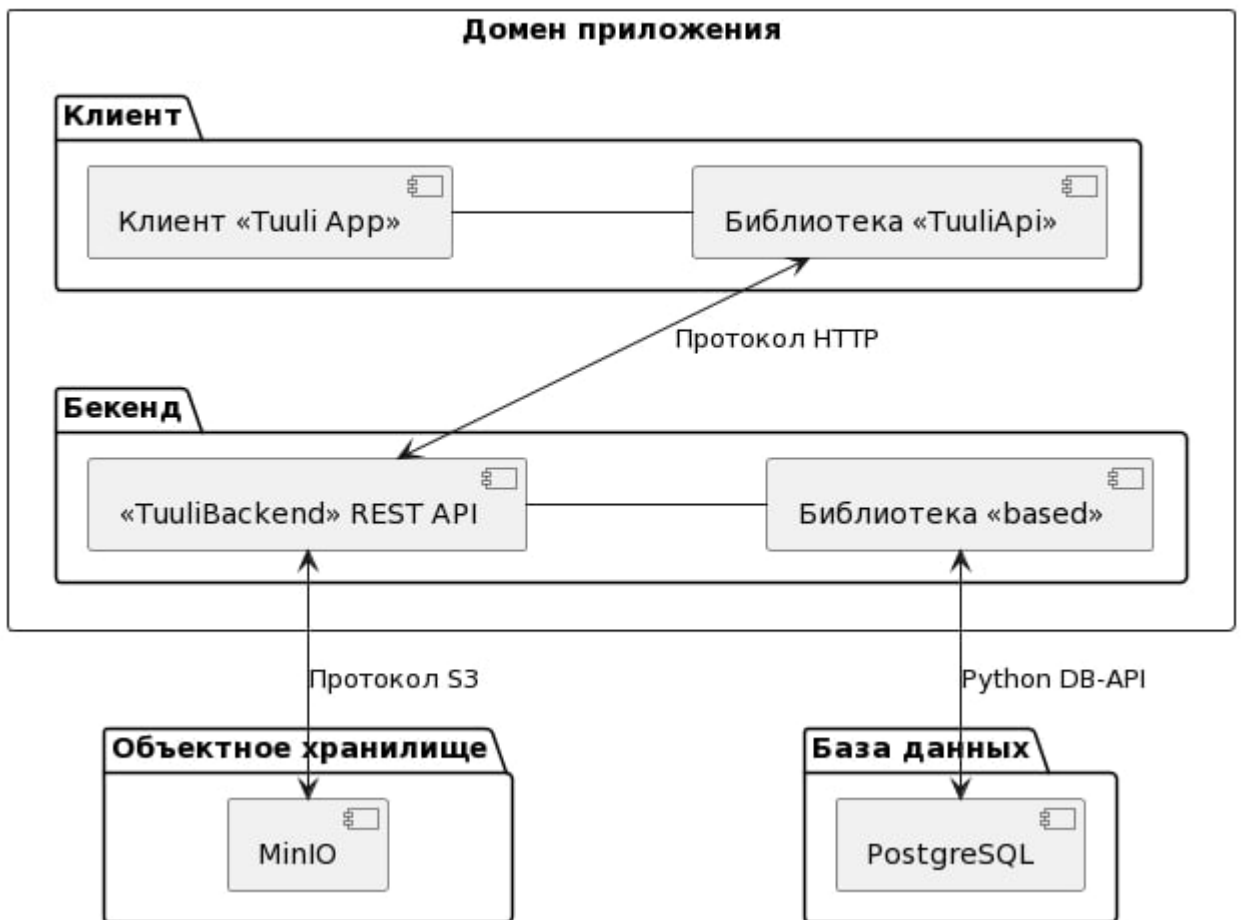 Домен приложения
Клиент
Клиент «Tuuli App»
Библиотека «TuuliApi»
Протокол HTTP
Бекенд
«TuuliBackend» REST API
Библиотека «based»
Протокол S3
Python DB-API
Объектное хранилище
База данных
MinIO
PostgreSQL